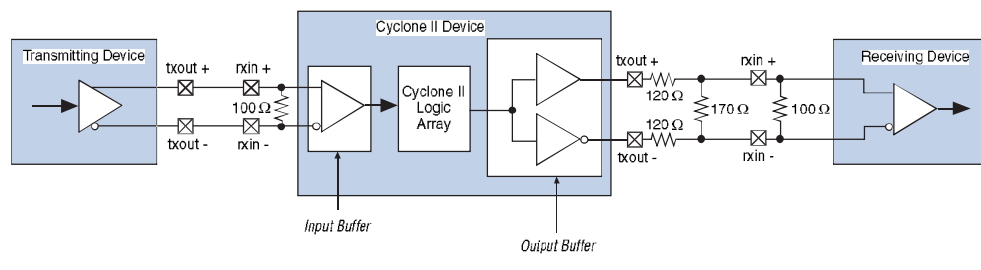 Cyclone II Device
Transmitting Device
txout +
rxin +
100 Ω
txout -
rxin -
Cyclone II
Logic
Array
Input Buffer
Output Buffer
txout +
120 Ω
120 Ω
txout -
170 Ω
rxin +
100 Ω
rxin -
Receiving Device